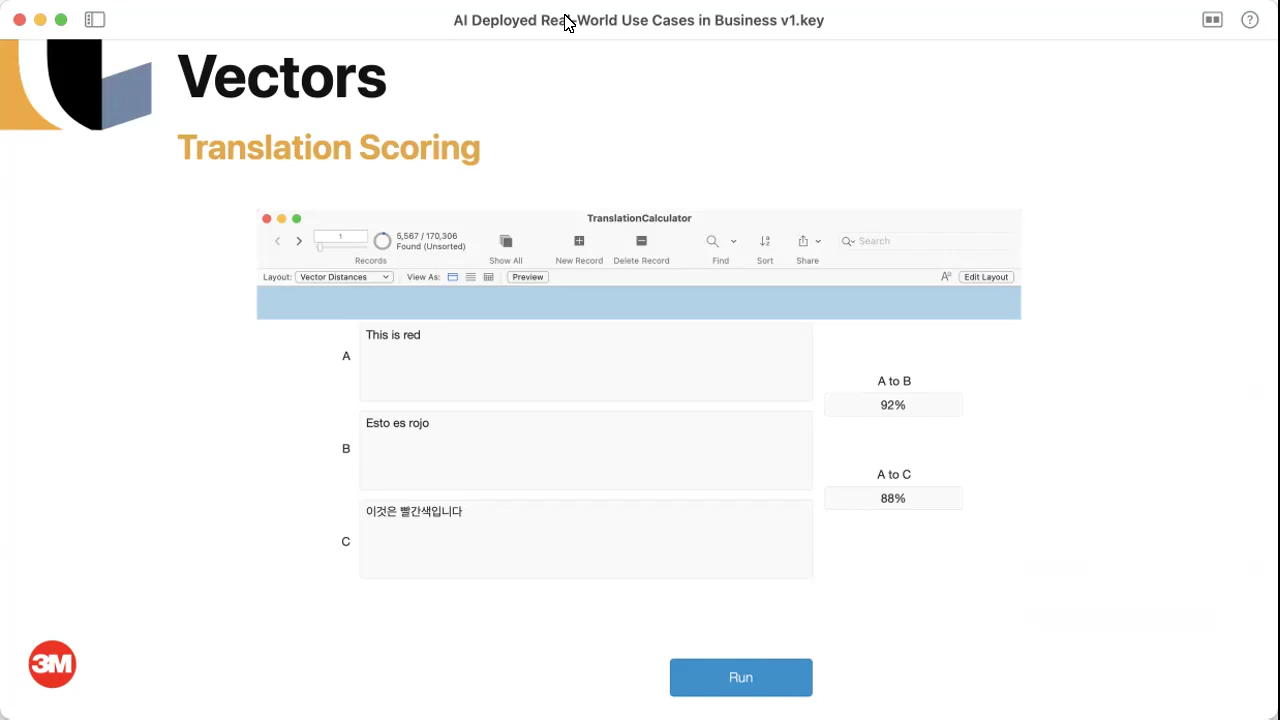 AI Deployed Real-World Use Cases in Business v1.key
Vectors
Translation Scoring
TranslationCalculator
1
5,567 / 170,306
Found (Unsorted)
Records
Show All
New Record
Delete Record
Find
Sort
Share
Search
Layout: Vector Distances
View As:
Preview
Edit Layout
A
This is red
A to B
92%
B
Esto es rojo
A to C
88%
C
이것은 빨간색입니다
3M
Run